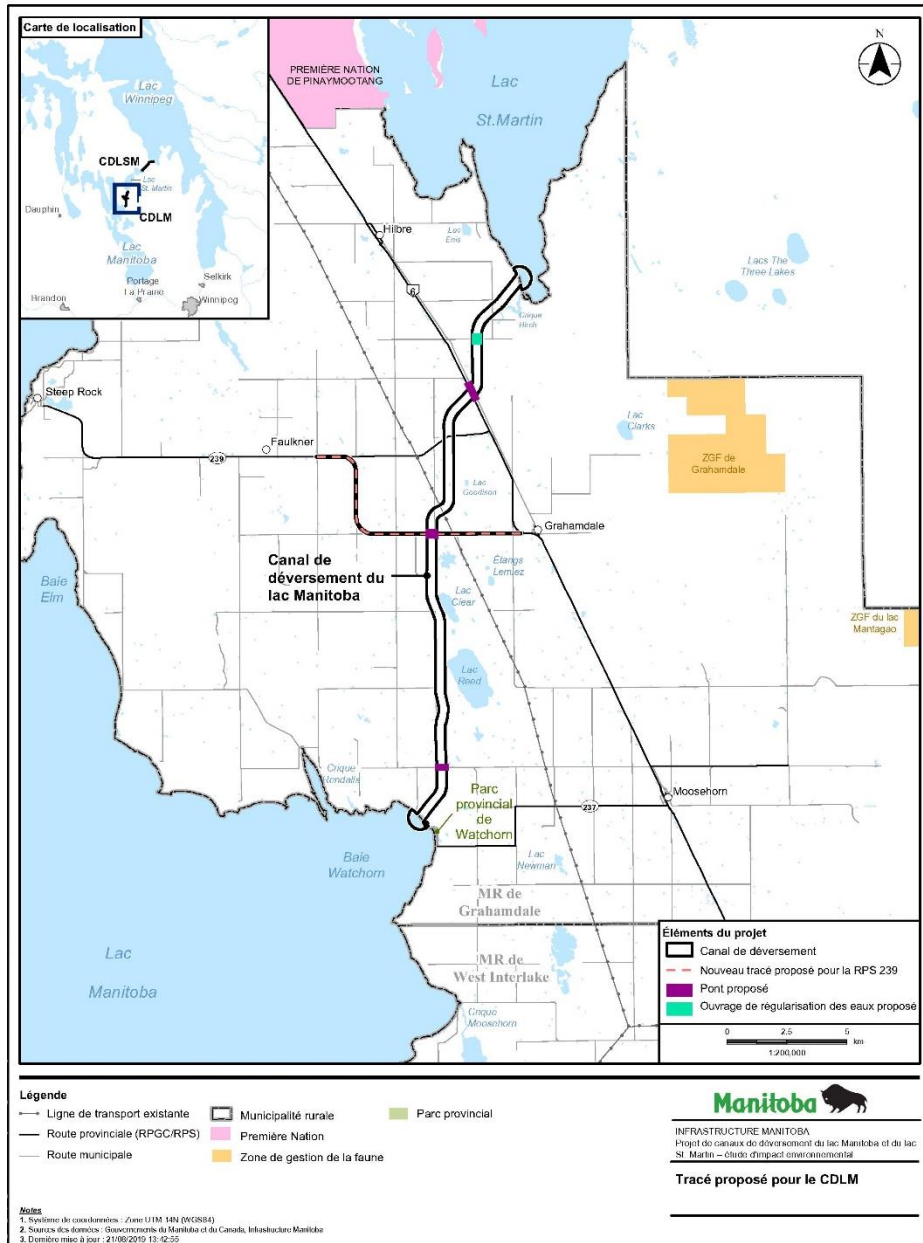 Carte de localisation
Lac
Winnipeg
CDLSM
Lac
St. Martin
CDLM
Dauphin
Lac
Manitoba
Portage
La Prairie
Selkirk
Brandon
Winnipeg
PREMIÈRE NATION
DE PINAYMOOTANG
Lac
St.Martin
N
Hilbre
Lac
Enis
6
Lacs The
Three Lakes
Crique
Birch
Steep Rock
Faulkner
239
Lac
Clarks
ZGF de
Grahamdale
Lac
Goodison
Grahamdale
Canal de
déversement du
lac Manitoba
Étangs
Lemiez
Lac
Clear
Baie
Elm
ZGF du lac
Mantagao
Lac
Reed
Crique
Rendalls
Parc
provincial
de
Watchorn
Moosehorn
237
Baie
Watchorn
Lac
Newman
MR de
Grahamdale
MR de
West Interlake
Lac
Manitoba
Crique
Moosehorn
Éléments du projet
Canal de déversement
Nouveau tracé proposé pour la RPS 239
Pont proposé
Ouvrage de régularisation des eaux proposé
0 2.5 5
km
1:200,000
Légende
Ligne de transport existante
Route provinciale (RPGC/RPS)
Route municipale
Municipalité rurale
Première Nation
Zone de gestion de la faune
Parc provincial
Manitoba
INFRASTRUCTURE MANITOBA
Projet de canaux de déversement du lac Manitoba et du lac
St. Martin – étude d'impact environnemental
Tracé proposé pour le CDLM
Notes
1. Système de coordonnées : Zone UTM 14N (WGS84)
2. Sources des données : Gouvernements du Manitoba et du Canada, Infrastructure Manitoba
3. Dernière mise à jour : 21/08/2019 13:42:55